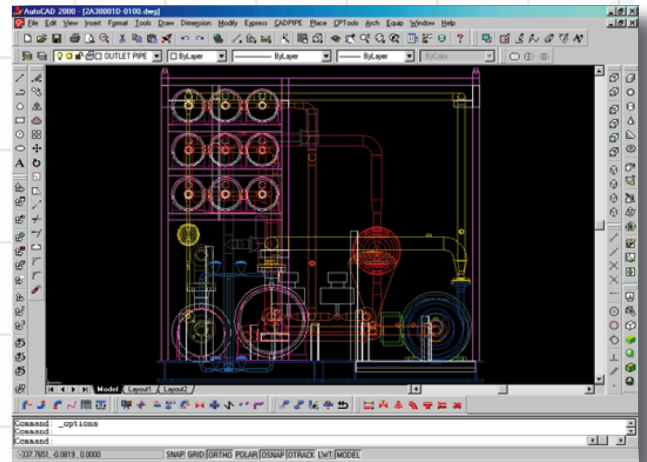 AutoCAD 2000 - [2A30001D-0100.dwg]
File Edit View Insert Format Tools Draw Dimension Modify Express CADPIPE Place CPTools Arch Equip Window Help
OUTLET PIPE ByLayer ByLayer ByLayer ByColor
Model Layout1 Layout2
Command: _options
Command:
Command:
-337.7651, -0.0819 , 0.0000 SNAP GRID ORTHO POLAR OSNAP OTRACK LWT MODEL